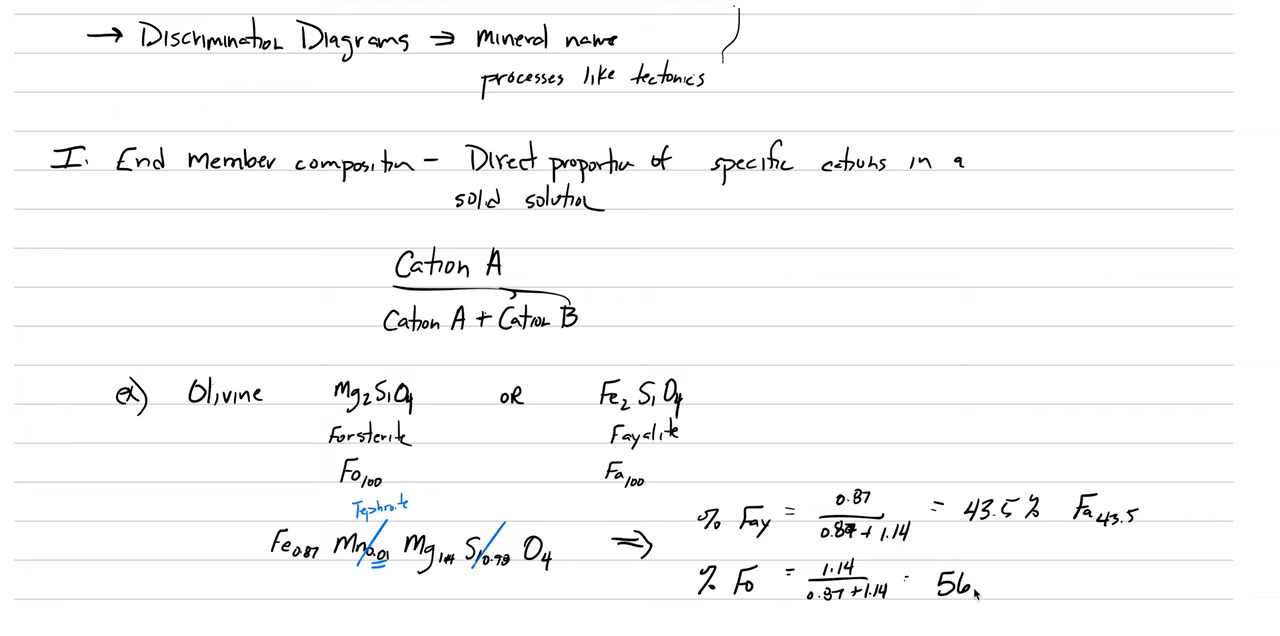 → Discrimination Diagrams ⇒ mineral name
processes like tectonics
I. End member composition – Direct proportion of specific cations in a
solid solution
Cation A
Cation A + Cation B
ex) Olivine Mg₂SiO₄ OR Fe₂SiO₄
Forsterite Fayalite
Fo₁₀₀ Fa₁₀₀
Tephroite
Fe₀.₈₇ Mn₀.₀₁ Mg₁.₁₄ Si₀.₉₈ O₄ ⇒
% Fay = 0.87 / 0.87 + 1.14 = 43.5% Fa₄₃.₅
% Fo = 1.14 / 0.87 + 1.14 = 56.